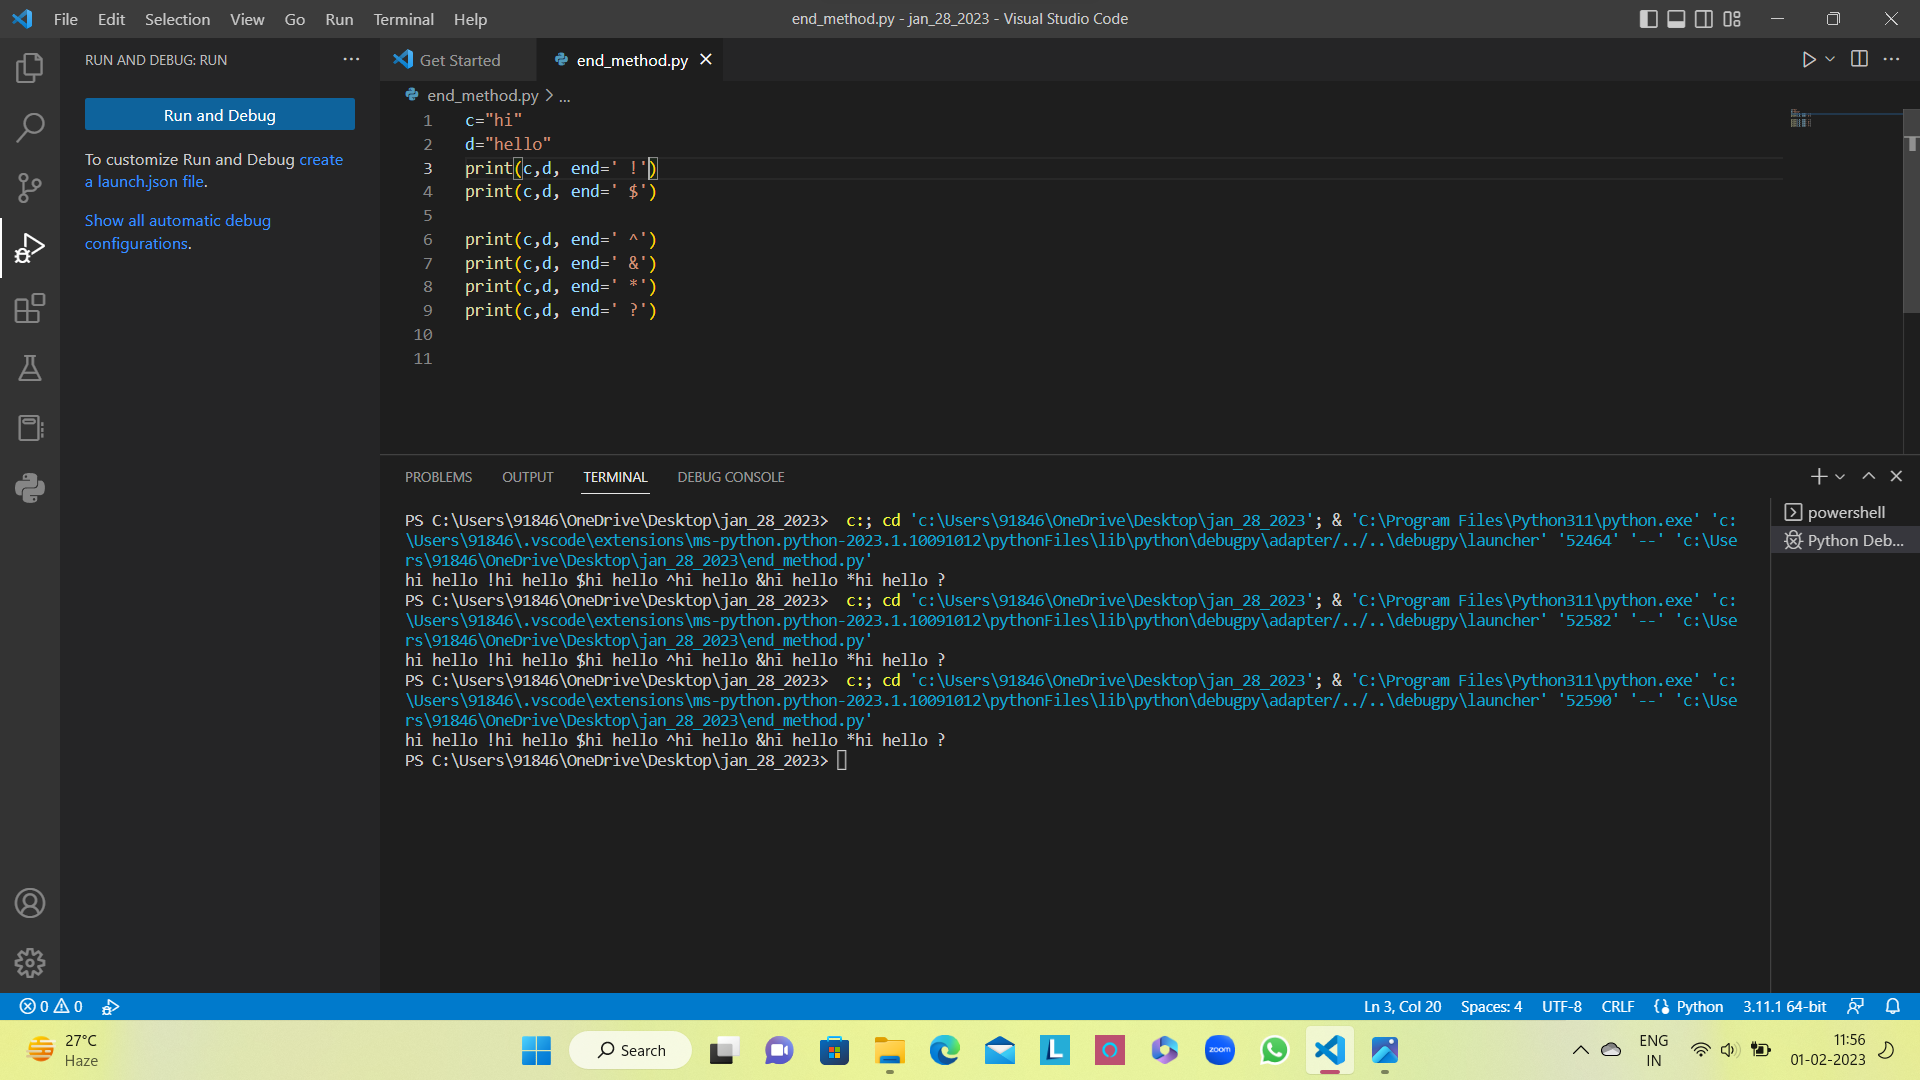 File Edit Selection View Go Run Terminal Help
end_method.py - jan_28_2023 - Visual Studio Code
RUN AND DEBUG: RUN
Run and Debug
To customize Run and Debug create
a launch.json file.
Show all automatic debug
configurations.
Get Started
end_method.py
end_method.py > ...
1 c="hi"
2 d="hello"
3 print(c,d, end=' !')
4 print(c,d, end=' $')
5
6 print(c,d, end=' ^')
7 print(c,d, end=' &')
8 print(c,d, end=' *')
9 print(c,d, end=' ?')
10
11
PROBLEMS OUTPUT TERMINAL DEBUG CONSOLE
PS C:\Users\91846\OneDrive\Desktop\jan_28_2023>  c:; cd 'c:\Users\91846\OneDrive\Desktop\jan_28_2023'; & 'C:\Program Files\Python311\python.exe' 'c:
\Users\91846\.vscode\extensions\ms-python.python-2023.1.10091012\pythonFiles\lib\python\debugpy\adapter/../..\debugpy\launcher' '52464' '--' 'c:\Use
rs\91846\OneDrive\Desktop\jan_28_2023\end_method.py'
hi hello !hi hello $hi hello ^hi hello &hi hello *hi hello ?
PS C:\Users\91846\OneDrive\Desktop\jan_28_2023>  c:; cd 'c:\Users\91846\OneDrive\Desktop\jan_28_2023'; & 'C:\Program Files\Python311\python.exe' 'c:
\Users\91846\.vscode\extensions\ms-python.python-2023.1.10091012\pythonFiles\lib\python\debugpy\adapter/../..\debugpy\launcher' '52582' '--' 'c:\Use
rs\91846\OneDrive\Desktop\jan_28_2023\end_method.py'
hi hello !hi hello $hi hello ^hi hello &hi hello *hi hello ?
PS C:\Users\91846\OneDrive\Desktop\jan_28_2023>  c:; cd 'c:\Users\91846\OneDrive\Desktop\jan_28_2023'; & 'C:\Program Files\Python311\python.exe' 'c:
\Users\91846\.vscode\extensions\ms-python.python-2023.1.10091012\pythonFiles\lib\python\debugpy\adapter/../..\debugpy\launcher' '52590' '--' 'c:\Use
rs\91846\OneDrive\Desktop\jan_28_2023\end_method.py'
hi hello !hi hello $hi hello ^hi hello &hi hello *hi hello ?
PS C:\Users\91846\OneDrive\Desktop\jan_28_2023>
powershell
Python Deb...
0 0
Ln 3, Col 20 Spaces: 4 UTF-8 CRLF Python 3.11.1 64-bit
27°C
Haze
Search
L
zoom
ENG
IN
11:56
01-02-2023